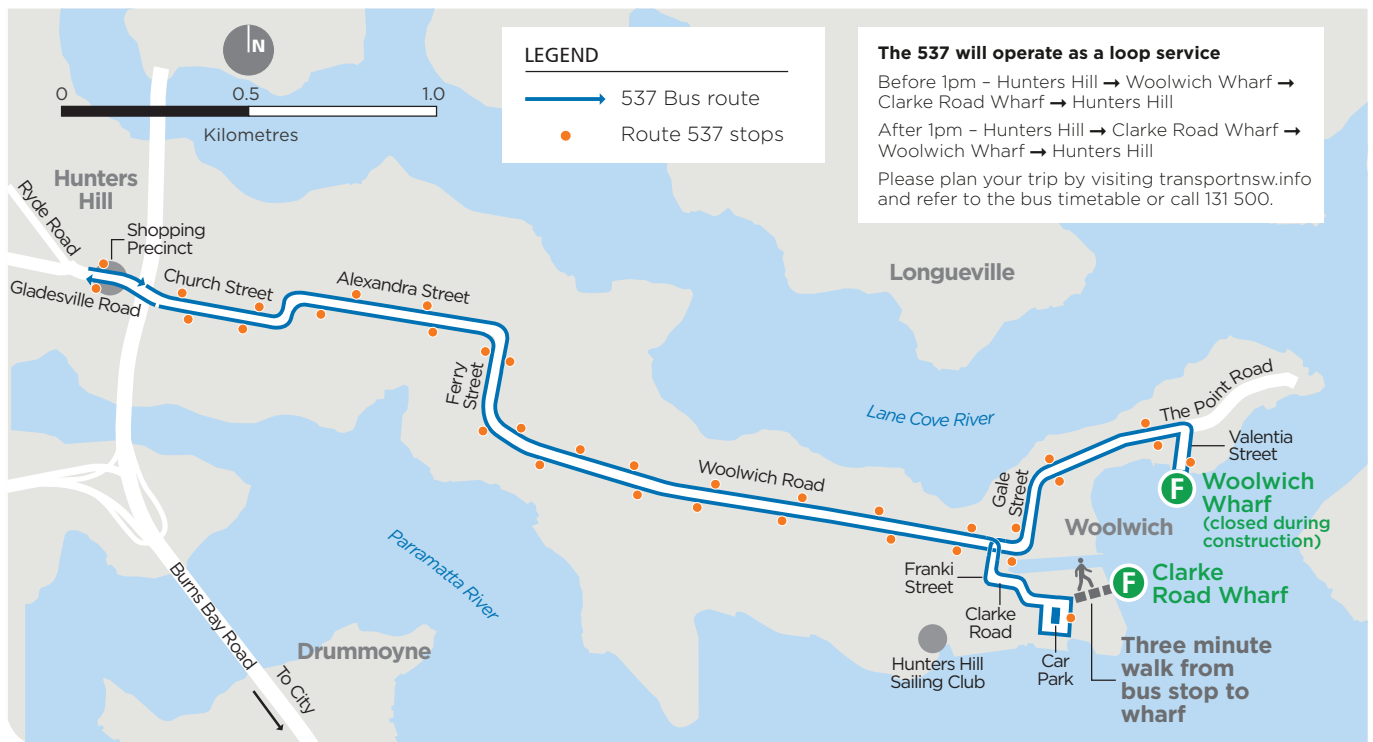 N
0 0.5 1.0
Kilometres
LEGEND
537 Bus route
Route 537 stops
The 537 will operate as a loop service
Before 1pm – Hunters Hill ➞ Woolwich Wharf ➞
Clarke Road Wharf ➞ Hunters Hill
After 1pm – Hunters Hill ➞ Clarke Road Wharf ➞
Woolwich Wharf ➞ Hunters Hill
Please plan your trip by visiting transportnsw.info
and refer to the bus timetable or call 131 500.
Hunters
Hill
Ryde Road
Shopping
Precinct
Gladesville Road
Church Street
Alexandra Street
Ferry
Street
Longueville
Lane Cove River
The Point Road
Valentia
Street
Woolwich Road
Gale
Street
F
Woolwich
Wharf
(closed during
construction)
Woolwich
Parramatta River
Franki
Street
Clarke
Road
F
Clarke
Road Wharf
Burns Bay Road
To City
Drummoyne
Hunters Hill
Sailing Club
Car
Park
Three minute
walk from
bus stop to
wharf